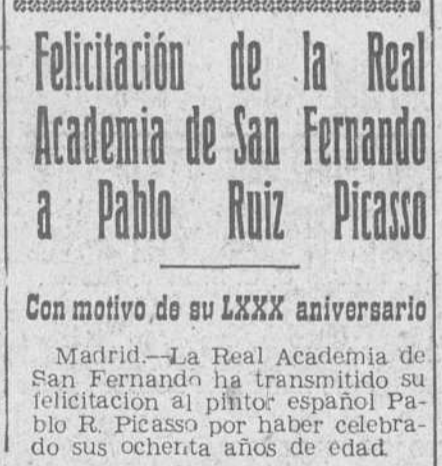 Felicitación de la Real
Academia de San Fernando
a Pablo Ruiz Picasso
Con motivo de su LXXX aniversario
Madrid.—La Real Academia de
San Fernando ha transmitido su
felicitación al pintor español Pa-
blo R. Picasso por haber celebra-
do sus ochenta años de edad.